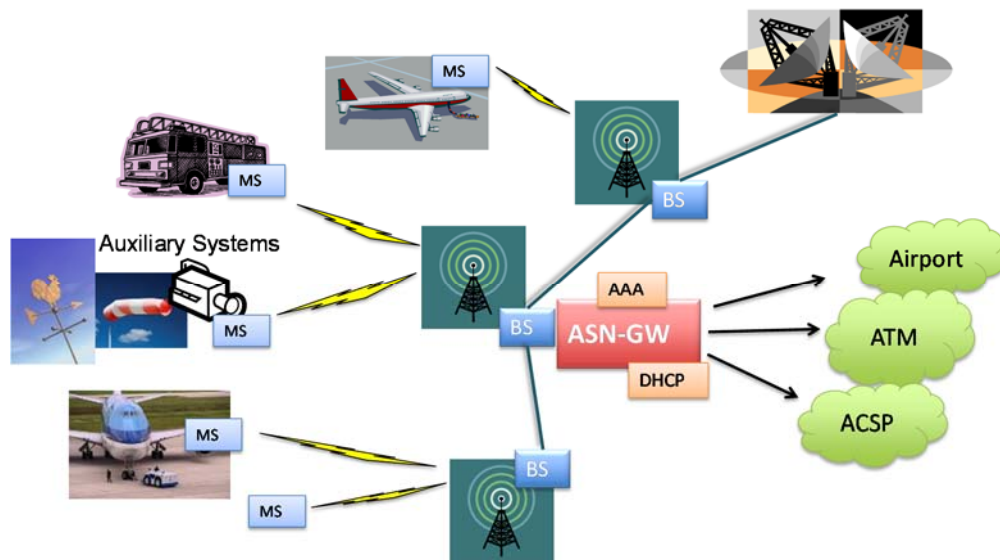 MS
MS
BS
Auxiliary Systems
MS
Airport
AAA
BS
ASN-GW
ATM
DHCP
ACSP
MS
BS
MS